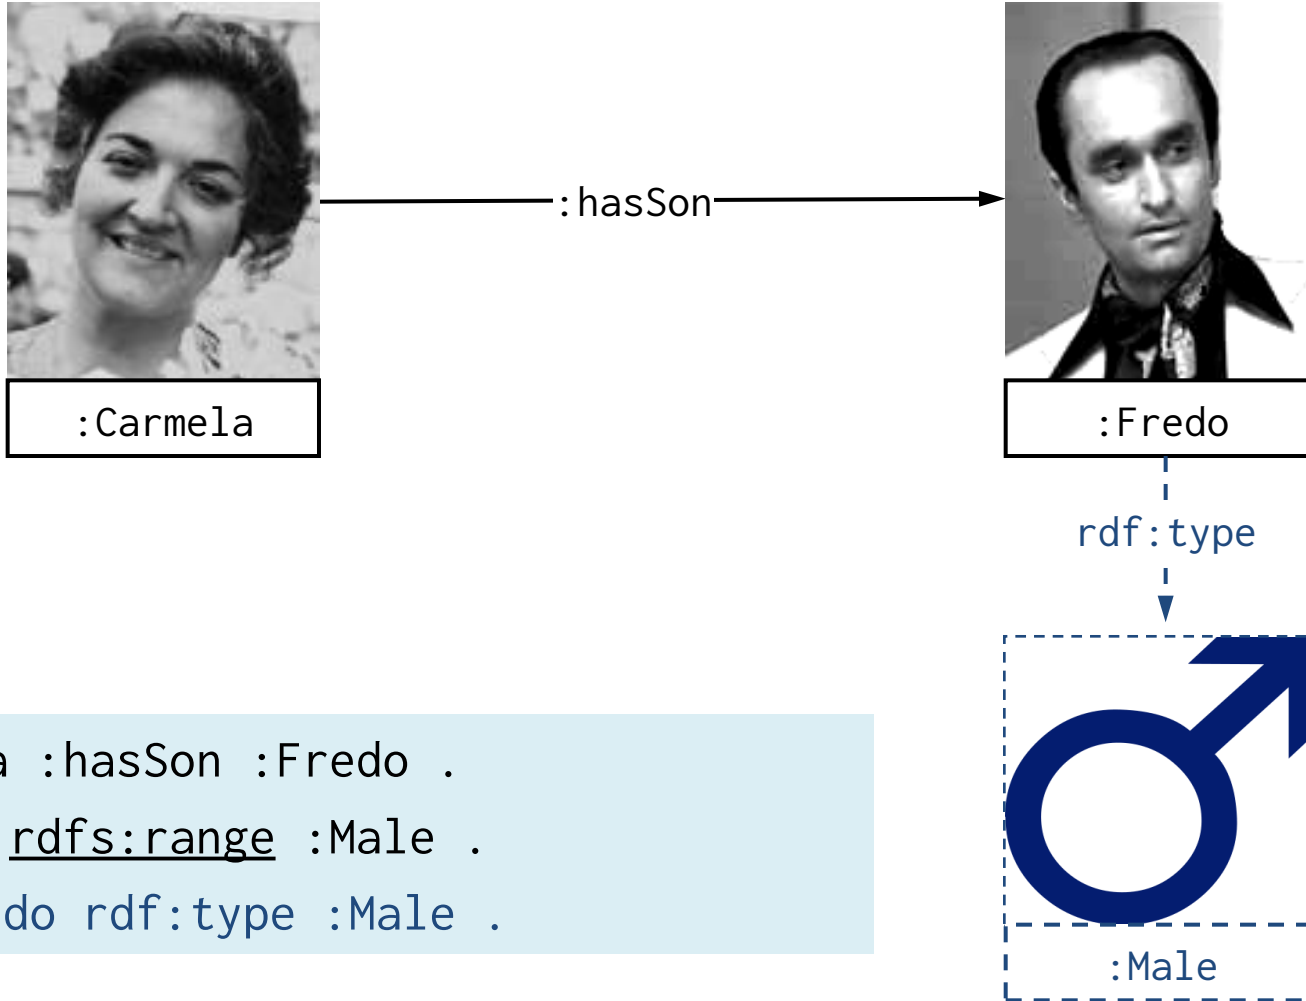 :hasSon
:Carmela
:Fredo
rdf:type
:hasSon :Fredo .
rdfs:range :Male .
do rdf:type :Male .
:Male